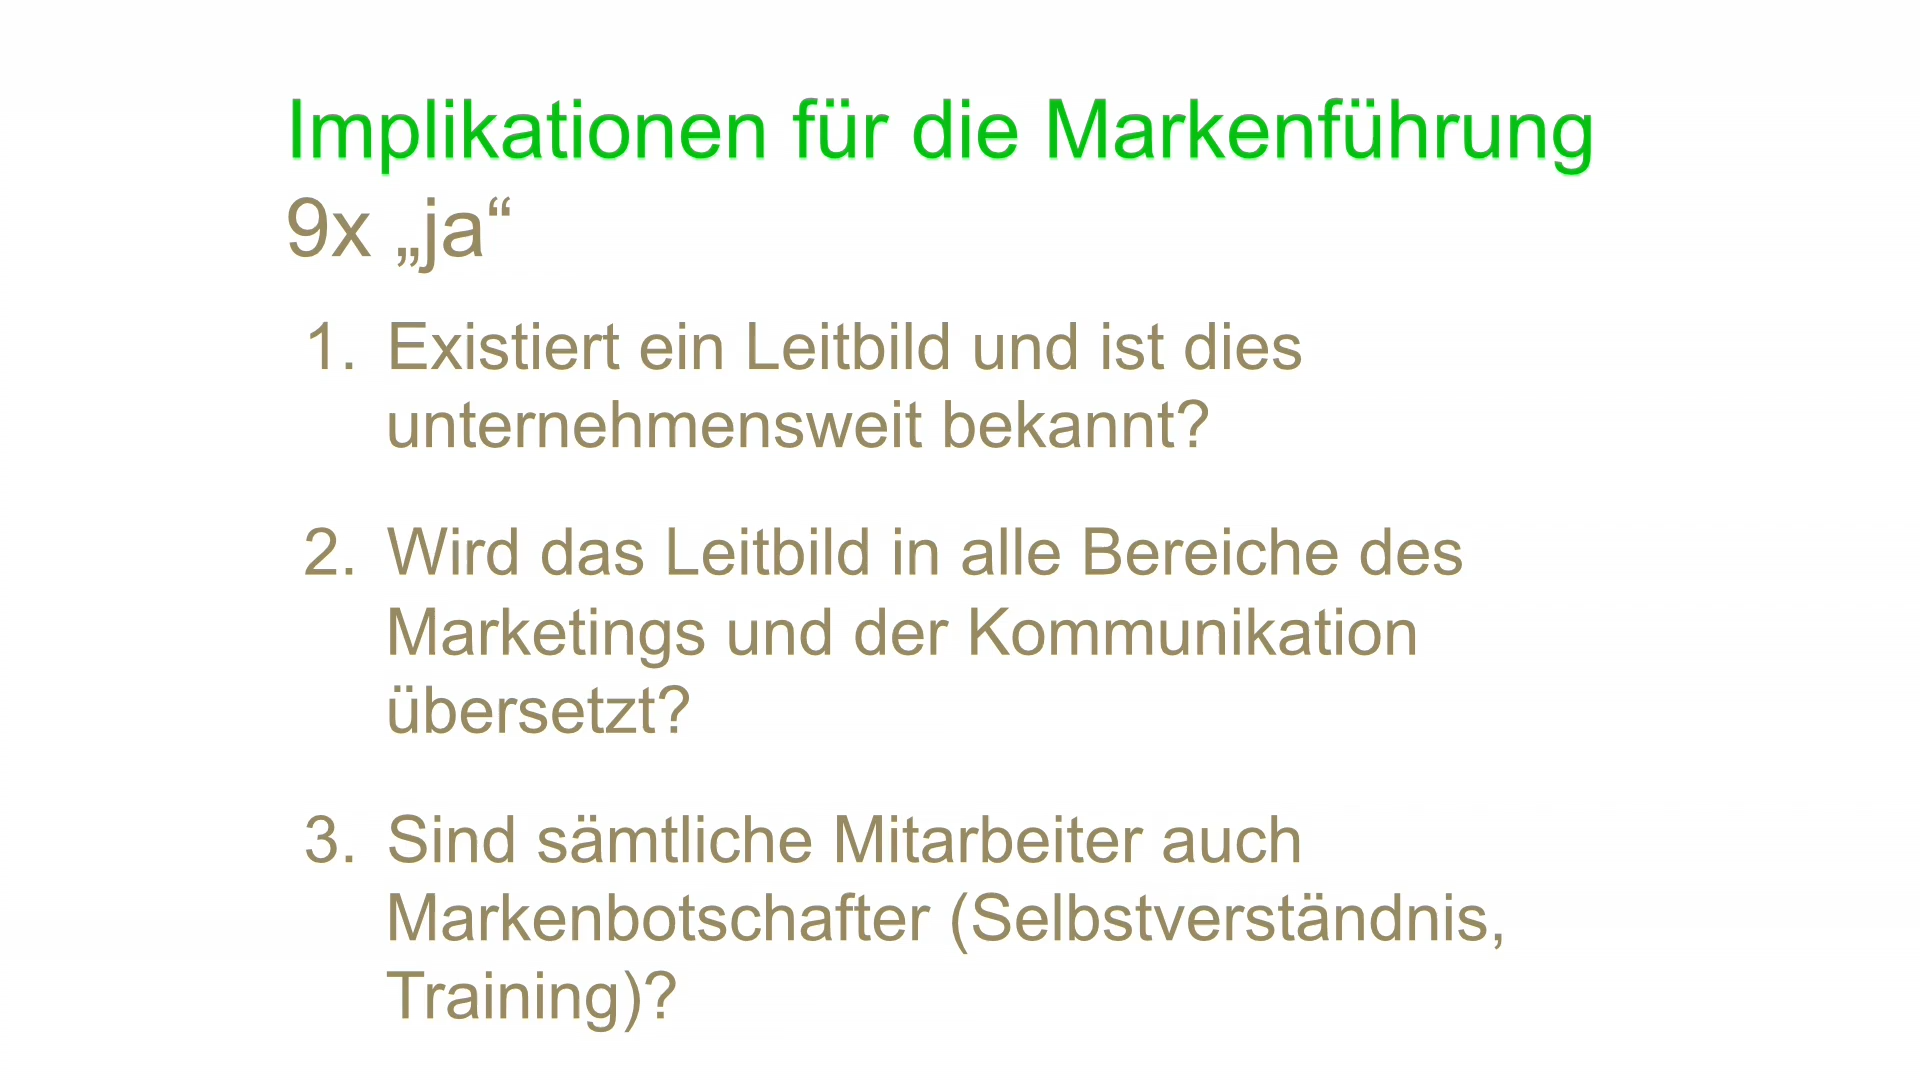 Implikationen für die Markenführung
9x „ja“
1. Existiert ein Leitbild und ist dies
unternehmensweit bekannt?
2. Wird das Leitbild in alle Bereiche des
Marketings und der Kommunikation
übersetzt?
3. Sind sämtliche Mitarbeiter auch
Markenbotschafter (Selbstverständnis,
Training)?